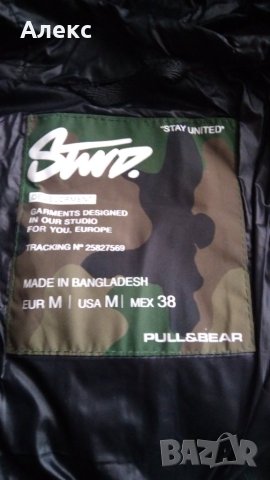 Алекс
STWD.
"STAY UNITED"
GARMENTS DESIGNED
IN OUR STUDIO
FOR YOU, EUROPE
TRACKING Nº 25827569
MADE IN BANGLADESH
EUR M | USA M | MEX 38
PULL&BEAR
BAZAR